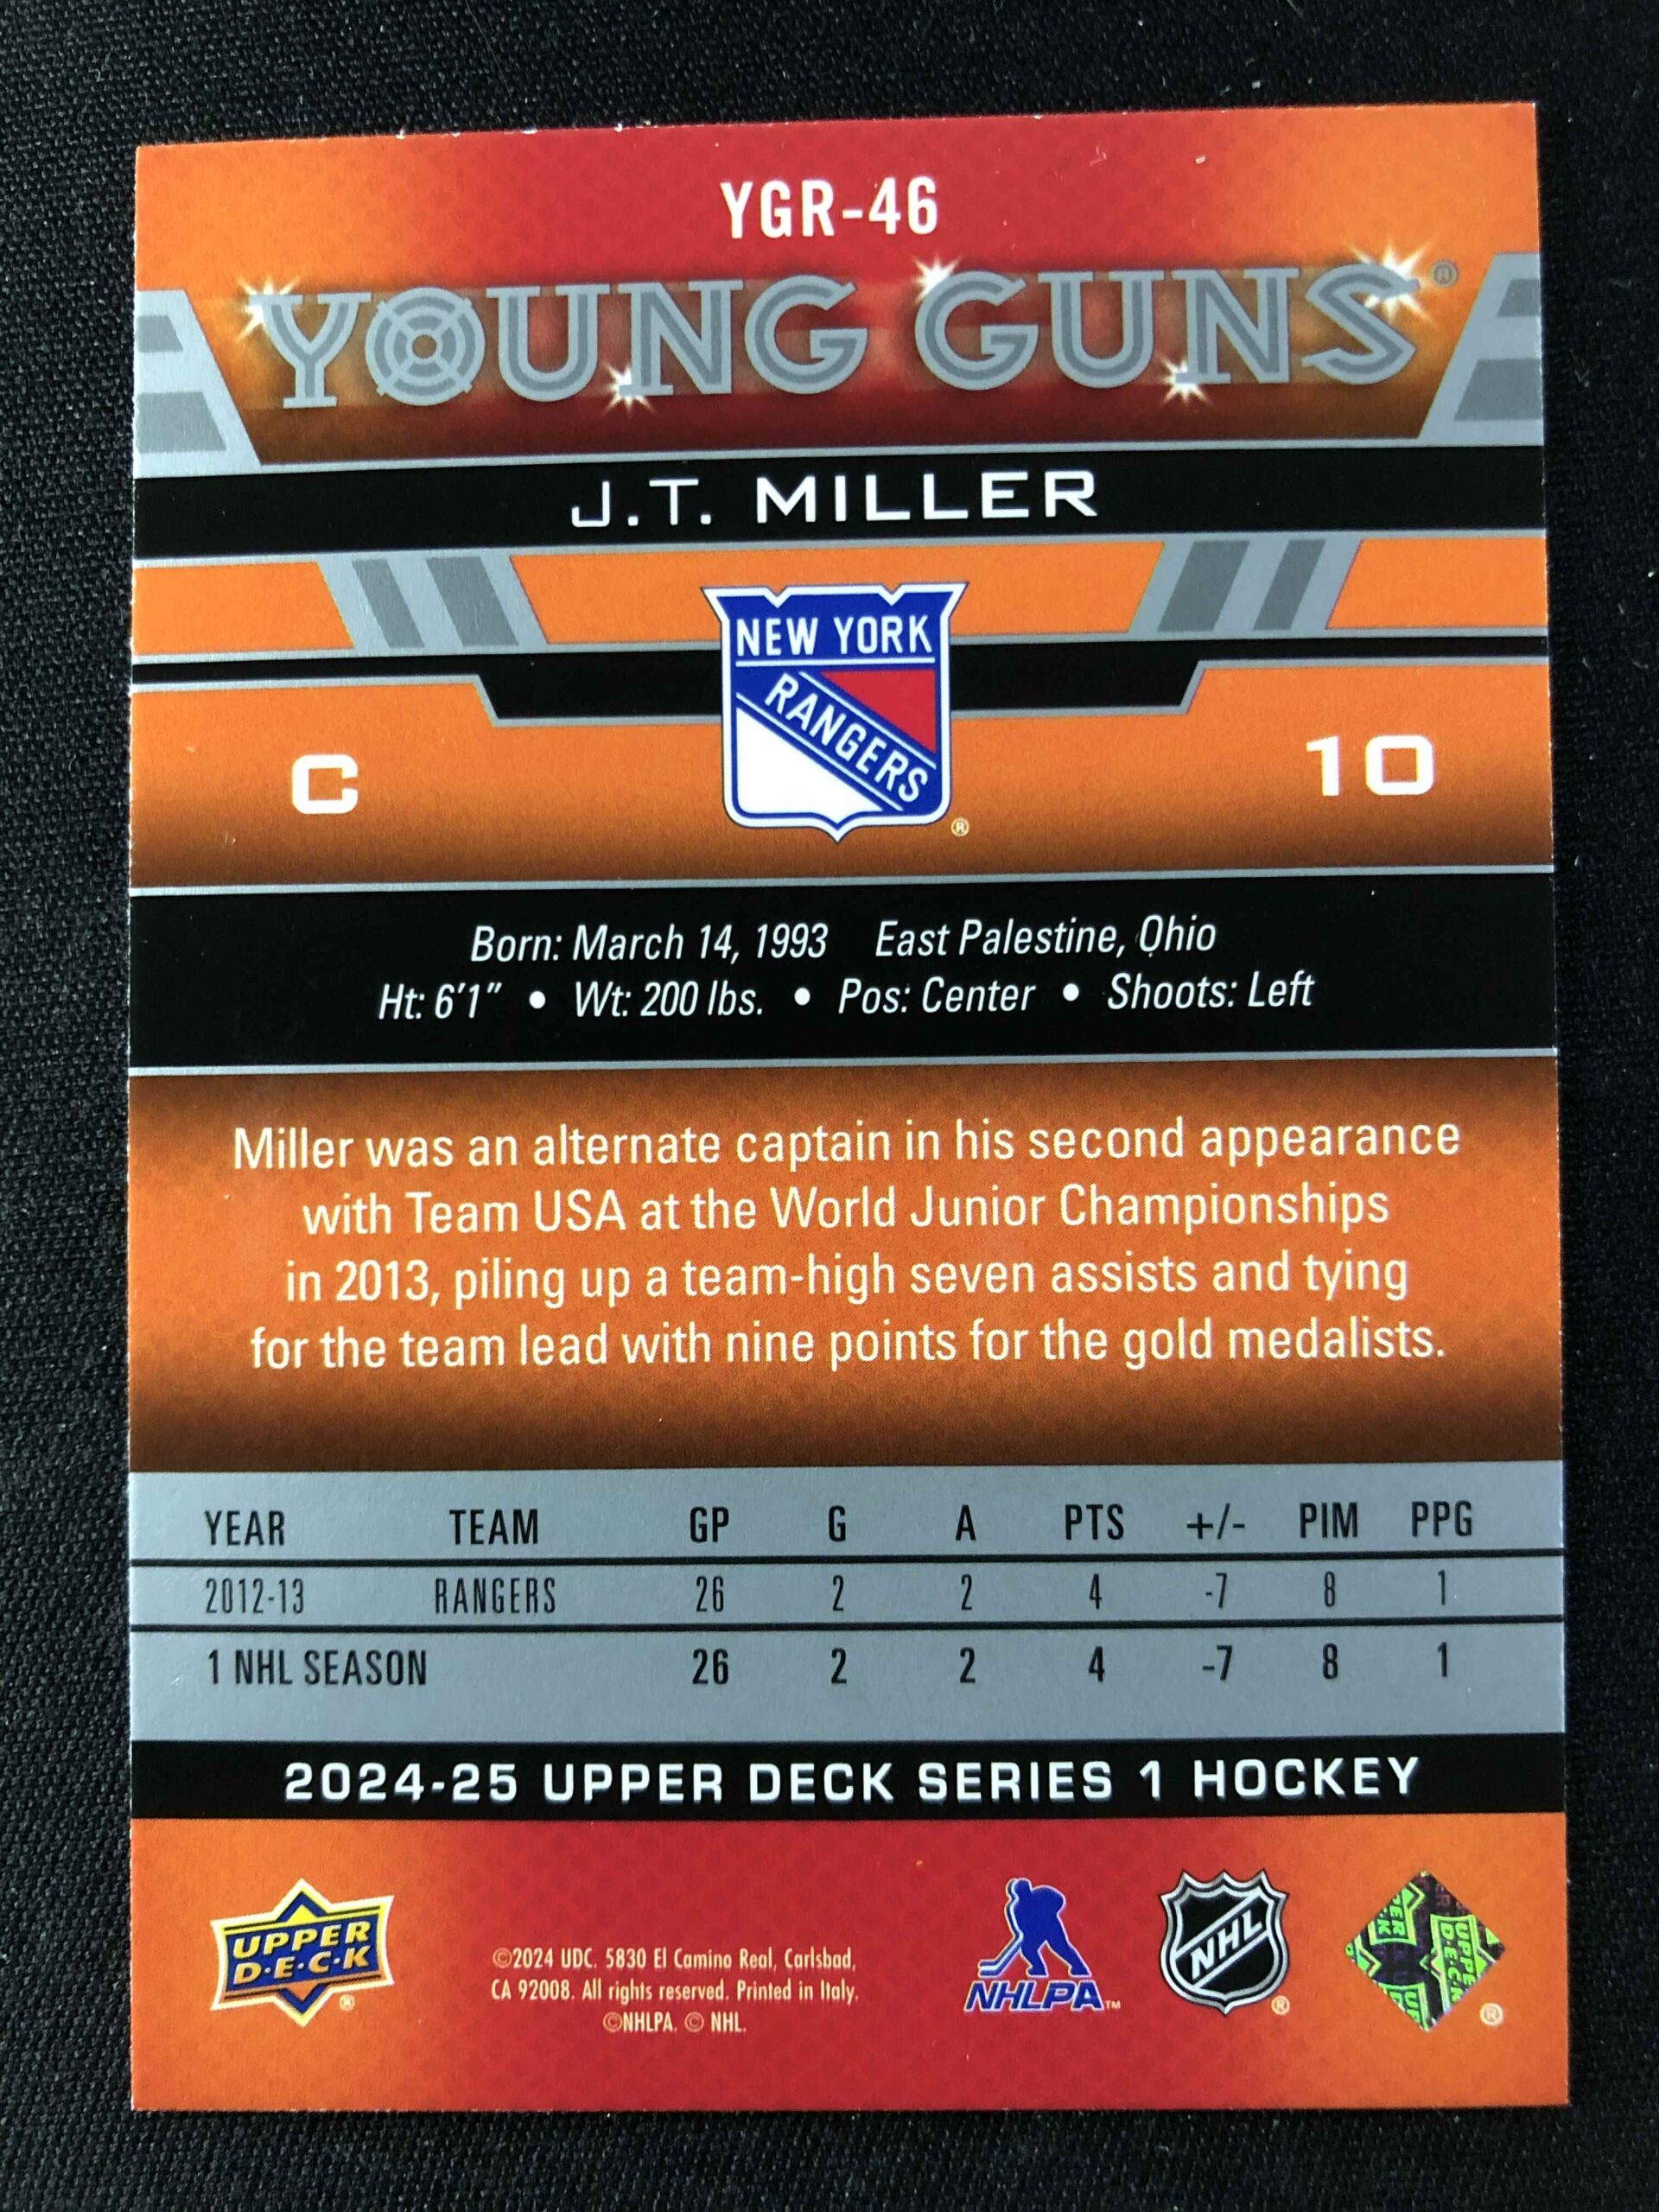 YGR-46
YOUNG GUNS®
J.T. MILLER
NEW YORK
RANGERS
®
C
10
Born: March 14, 1993 East Palestine, Ohio
Ht: 6'1" • Wt: 200 lbs. • Pos: Center • Shoots: Left
Miller was an alternate captain in his second appearance
with Team USA at the World Junior Championships
in 2013, piling up a team-high seven assists and tying
for the team lead with nine points for the gold medalists.
YEAR TEAM GP G A PTS +/- PIM PPG
2012-13 RANGERS 26 2 2 4 -7 8 1
1 NHL SEASON 26 2 2 4 -7 8 1
2024-25 UPPER DECK SERIES 1 HOCKEY
UPPER
D•E•C•K
®
©2024 UDC. 5830 El Camino Real, Carlsbad,
CA 92008. All rights reserved. Printed in Italy.
©NHLPA. © NHL.
NHLPA™
NHL
®
UPPER
D.E.C.K
®